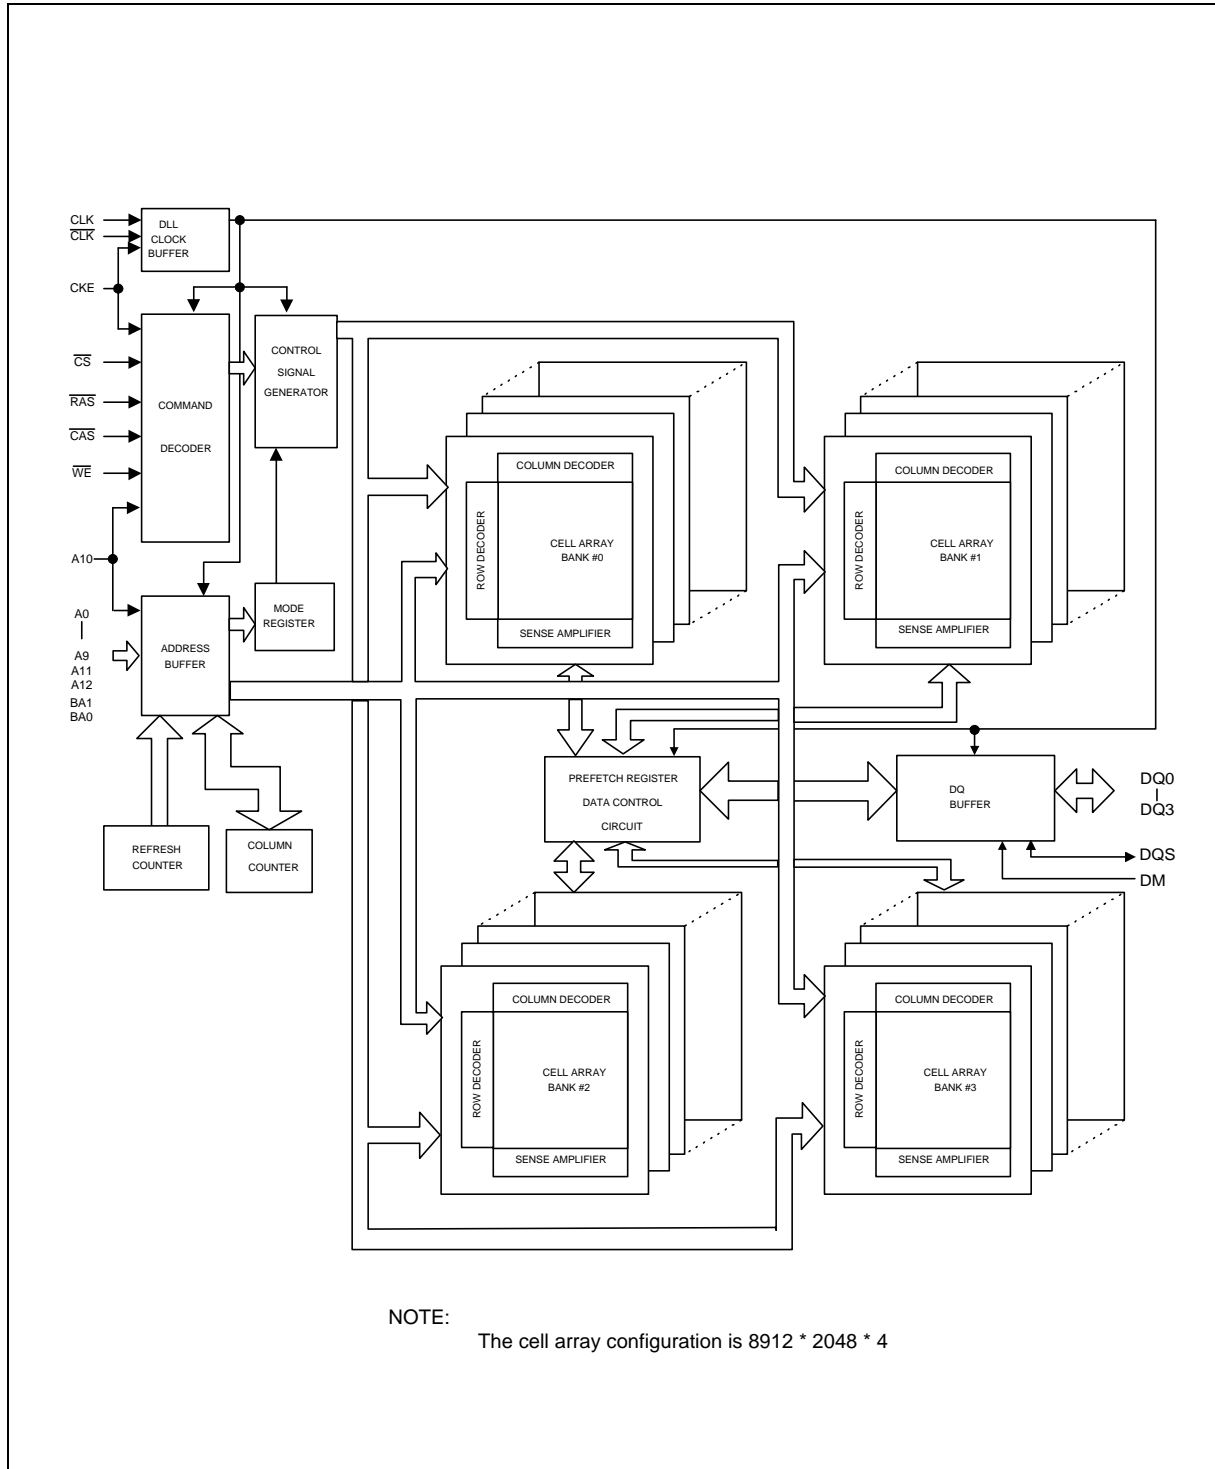 CLK
CLK
CKE
CS
RAS
CAS
WE
A10
A0
A9
A11
A12
BA1
BA0
DLL
CLOCK
BUFFER
COMMAND
DECODER
CONTROL
SIGNAL
GENERATOR
ADDRESS
BUFFER
MODE
REGISTER
REFRESH
COUNTER
COLUMN
COUNTER
COLUMN DECODER
ROW DECODER
CELL ARRAY
BANK #0
SENSE AMPLIFIER
COLUMN DECODER
ROW DECODER
CELL ARRAY
BANK #1
SENSE AMPLIFIER
PREFETCH REGISTER
DATA CONTROL
CIRCUIT
DQ
BUFFER
DQ0
DQ3
DQS
DM
COLUMN DECODER
ROW DECODER
CELL ARRAY
BANK #2
SENSE AMPLIFIER
COLUMN DECODER
ROW DECODER
CELL ARRAY
BANK #3
SENSE AMPLIFIER
NOTE:
The cell array configuration is 8912 * 2048 * 4